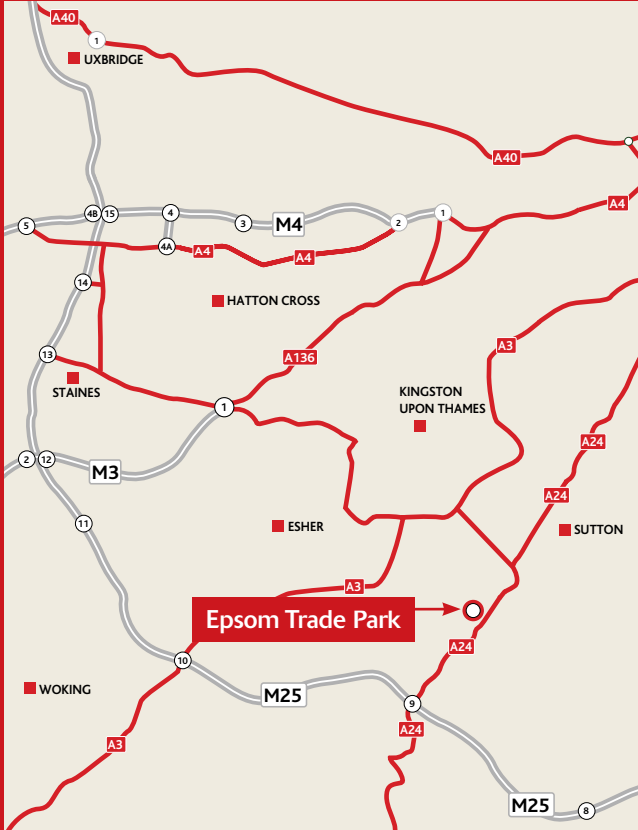 A40
1
UXBRIDGE
A40
A4
4B
15
4
3
M4
2
1
5
4A
A4
A4
14
HATTON CROSS
13
A136
A3
STAINES
KINGSTON
UPON THAMES
1
A24
2
12
M3
A24
11
ESHER
SUTTON
A3
Epsom Trade Park
A24
10
WOKING
M25
9
A24
A3
M25
8